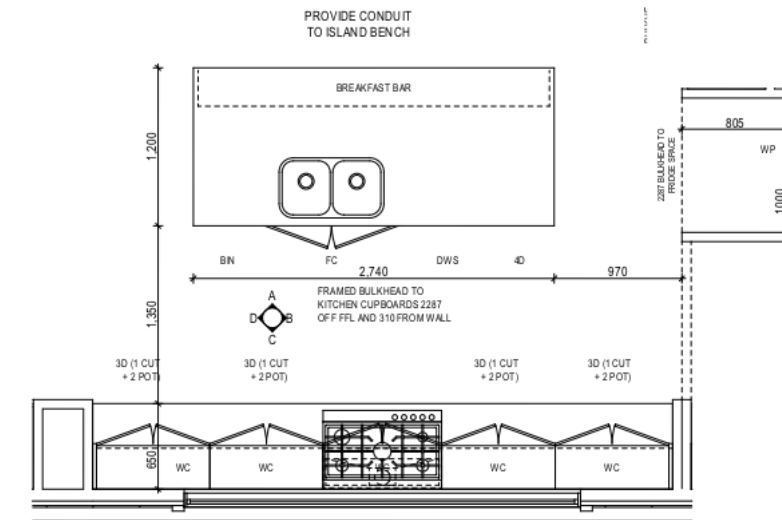 PROVIDE CONDUIT
TO ISLAND BENCH
BREAKFAST BAR
1,200
2287 BULKHEAD TO
FRIDGE SPACE
805
WP
1000
BIN
FC
DWS
4D
2,740
970
FRAMED BULKHEAD TO
KITCHEN CUPBOARDS 2287
OFF FFL AND 310 FROM WALL
A
D
B
C
1,350
3D (1 CUT
+ 2 POT)
3D (1 CUT
+ 2 POT)
3D (1 CUT
+ 2 POT)
3D (1 CUT
+ 2 POT)
650
WC
WC
WC
WC